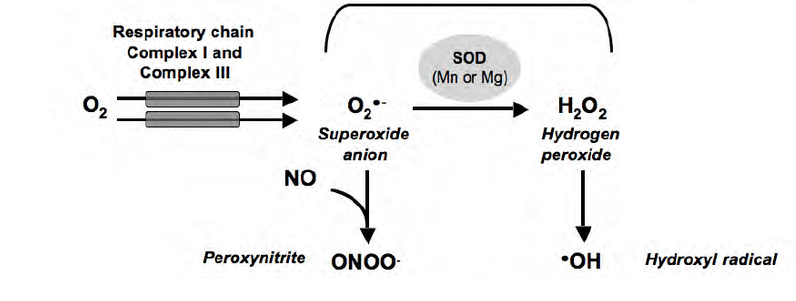 Respiratory chain
Complex I and
Complex III
SOD
(Mn or Mg)
O₂
O₂•-
H₂O₂
Superoxide
anion
Hydrogen
peroxide
NO
Peroxynitrite
ONOO-
•OH
Hydroxyl radical